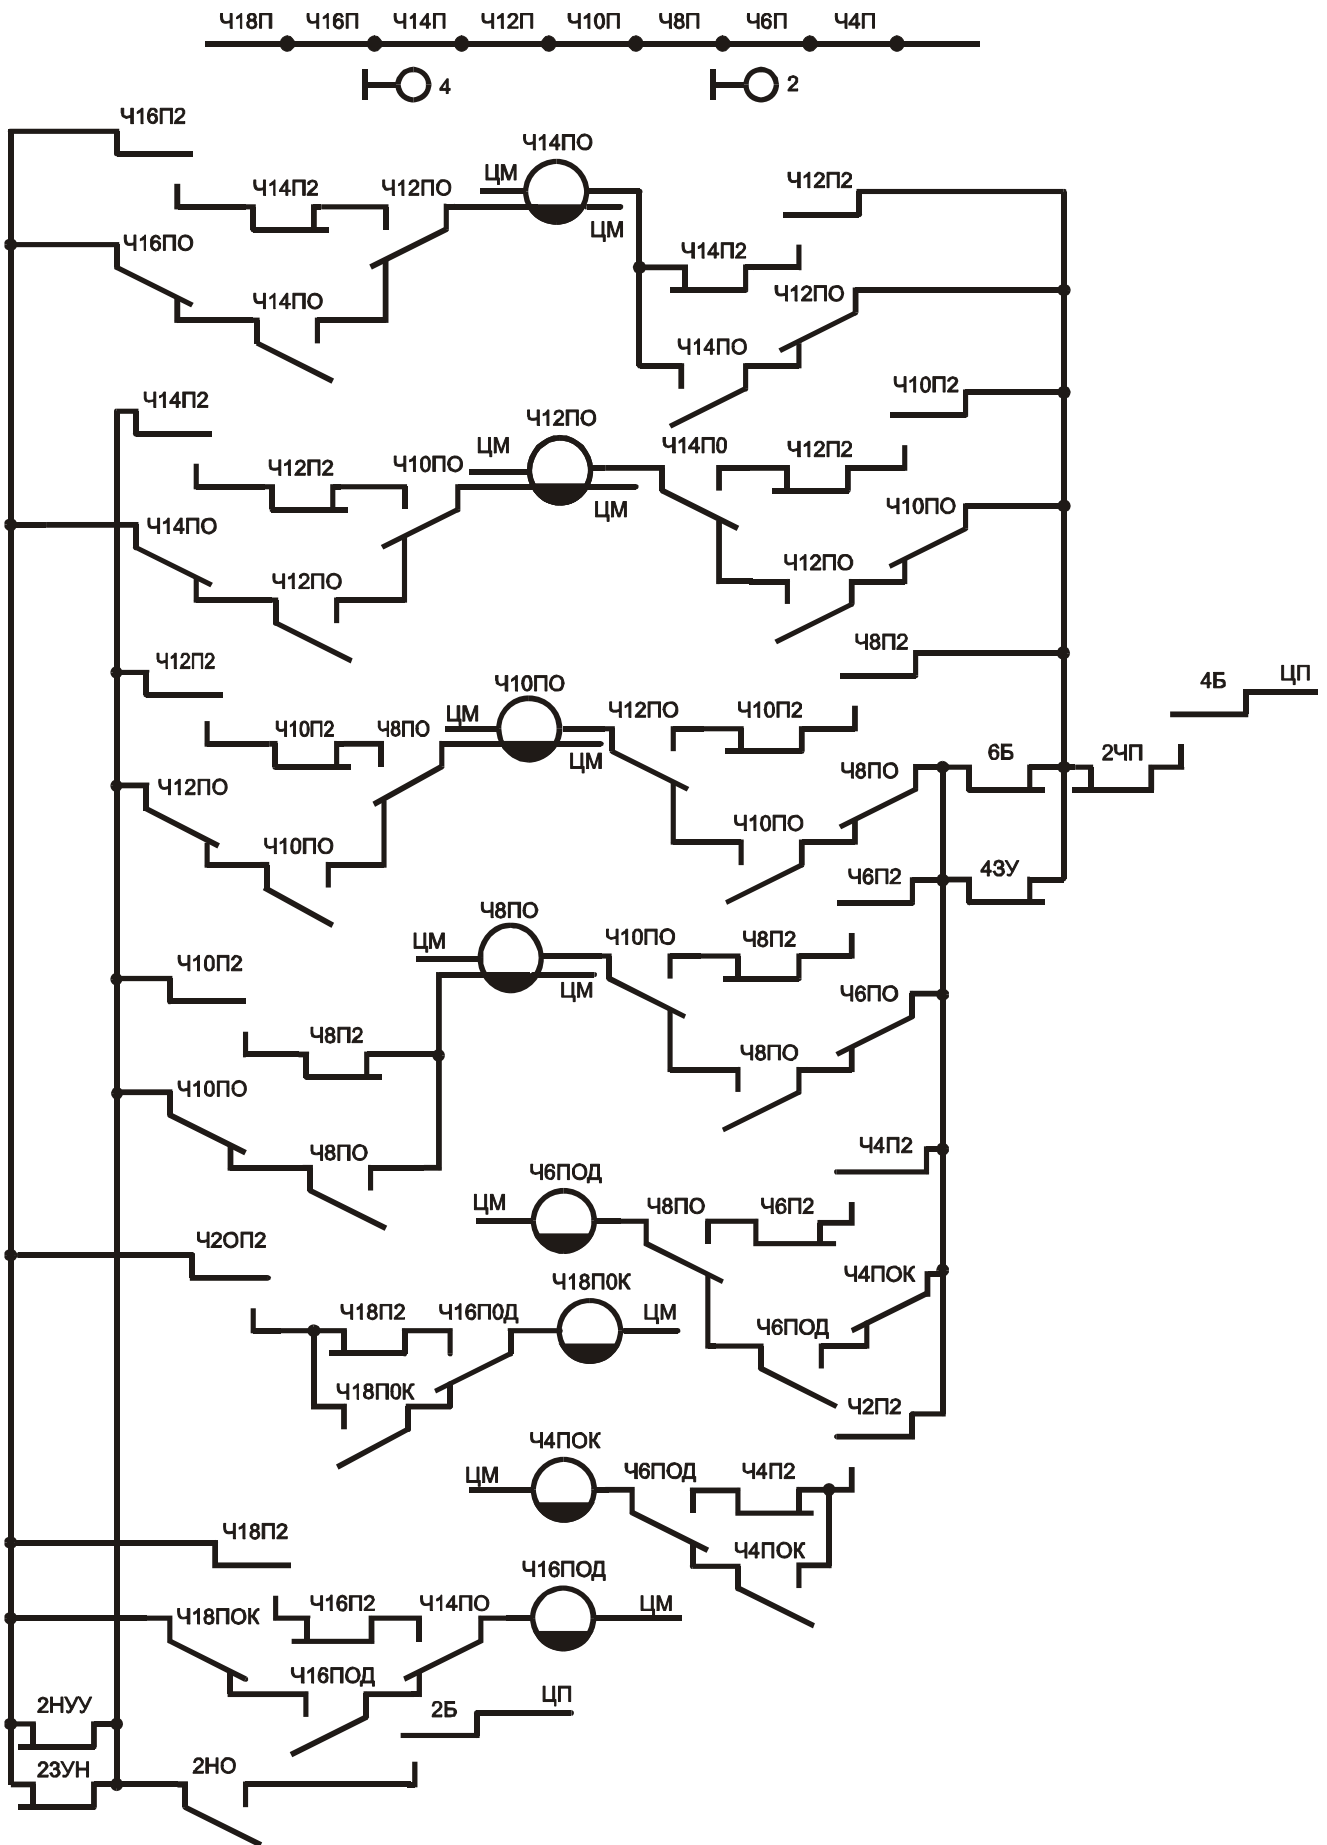 Ч18П Ч16П Ч14П Ч12П Ч10П Ч8П Ч6П Ч4П
4 2
Ч16П2
Ч14ПО
ЦМ
Ч14П2 Ч12ПО
Ч12П2
ЦМ
Ч16ПО
Ч14П2
Ч14ПО
Ч12ПО
Ч14ПО
Ч14П2
Ч10П2
Ч12ПО
ЦМ
Ч14П0 Ч12П2
Ч12П2 Ч10ПО
ЦМ
Ч14ПО
Ч10ПО
Ч12ПО
Ч12ПО
Ч8П2
Ч12П2
4Б ЦП
Ч10ПО
ЦМ
Ч12ПО Ч10П2
Ч10П2 Ч8ПО
ЦМ
6Б 2ЧП
Ч12ПО
Ч8ПО
Ч10ПО
Ч10ПО
Ч6П2 4ЗУ
Ч8ПО
ЦМ
Ч10ПО Ч8П2
Ч10П2
ЦМ
Ч6ПО
Ч8П2
Ч8ПО
Ч10ПО
Ч8ПО
Ч4П2
Ч6ПОД
ЦМ
Ч8ПО Ч6П2
Ч2ОП2
Ч18П0К
Ч4ПОК
Ч18П2 Ч16П0Д
ЦМ
Ч6ПОД
Ч18П0К
Ч2П2
Ч4ПОК
ЦМ
Ч6ПОД Ч4П2
Ч18П2
Ч4ПОК
Ч16ПОД
Ч18ПОК Ч16П2 Ч14ПО
ЦМ
Ч16ПОД
2НУУ
2Б ЦП
23УН 2НО